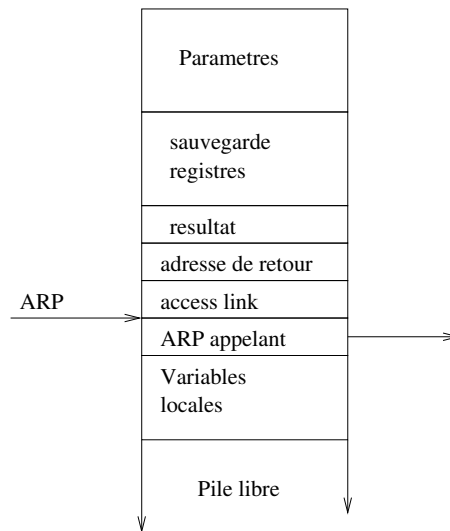 Parametres
sauvegarde
registres
resultat
adresse de retour
ARP
access link
ARP appelant
Variables
locales
Pile libre